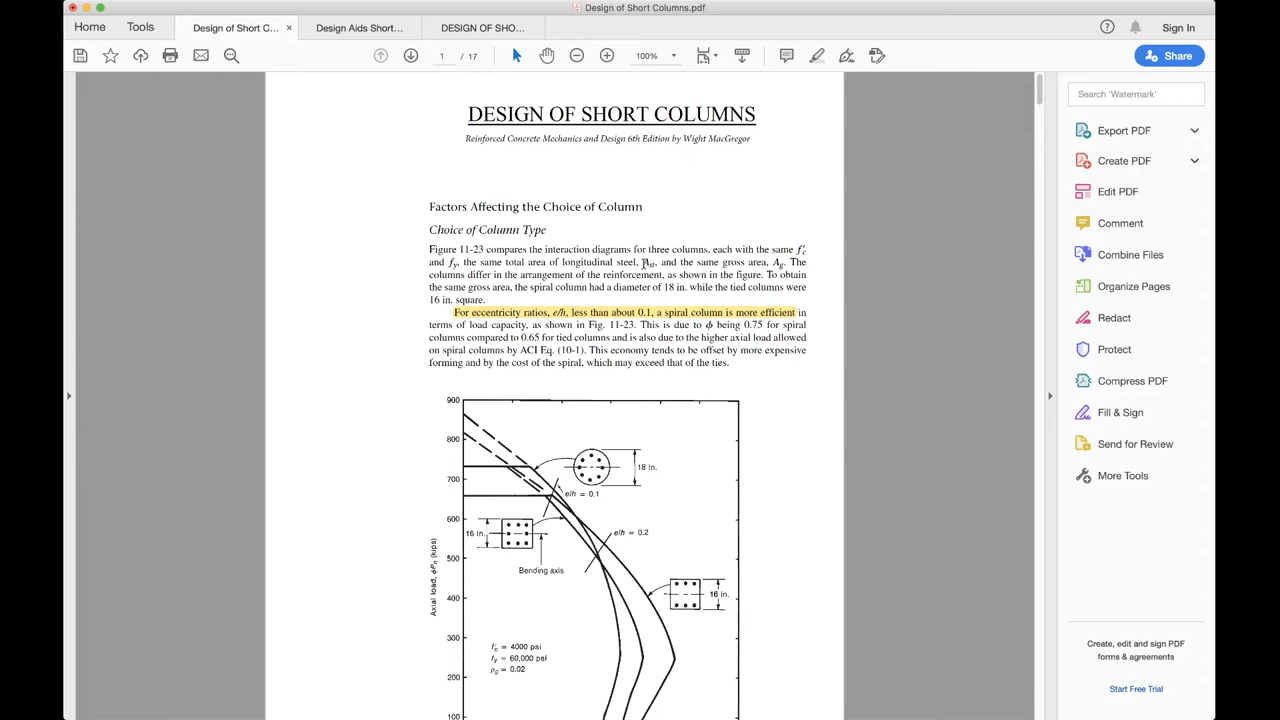 Design of Short Columns.pdf
Home
Tools
Design of Short C...
×
Design Aids Short...
DESIGN OF SHO...
Sign In
1 / 17
100%
Share
DESIGN OF SHORT COLUMNS
Reinforced Concrete Mechanics and Design 6th Edition by Wight MacGregor
Factors Affecting the Choice of Column
Choice of Column Type
Figure 11-23 compares the interaction diagrams for three columns, each with the same f′c
and fy, the same total area of longitudinal steel, Ast, and the same gross area, Ag. The
columns differ in the arrangement of the reinforcement, as shown in the figure. To obtain
the same gross area, the spiral column had a diameter of 18 in. while the tied columns were
16 in. square.
For eccentricity ratios, e/h, less than about 0.1, a spiral column is more efficient in
terms of load capacity, as shown in Fig. 11-23. This is due to ϕ being 0.75 for spiral
columns compared to 0.65 for tied columns and is also due to the higher axial load allowed
on spiral columns by ACI Eq. (10-1). This economy tends to be offset by more expensive
forming and by the cost of the spiral, which may exceed that of the ties.
900
800
700
600
500
400
300
200
100
Axial load, ϕPn (kips)
18 in.
e/h = 0.1
16 in.
e/h = 0.2
Bending axis
16 in.
f′c = 4000 psi
fy = 60,000 psi
ρg = 0.02
Search 'Watermark'
Export PDF
Create PDF
Edit PDF
Comment
Combine Files
Organize Pages
Redact
Protect
Compress PDF
Fill & Sign
Send for Review
More Tools
Create, edit and sign PDF
forms & agreements
Start Free Trial